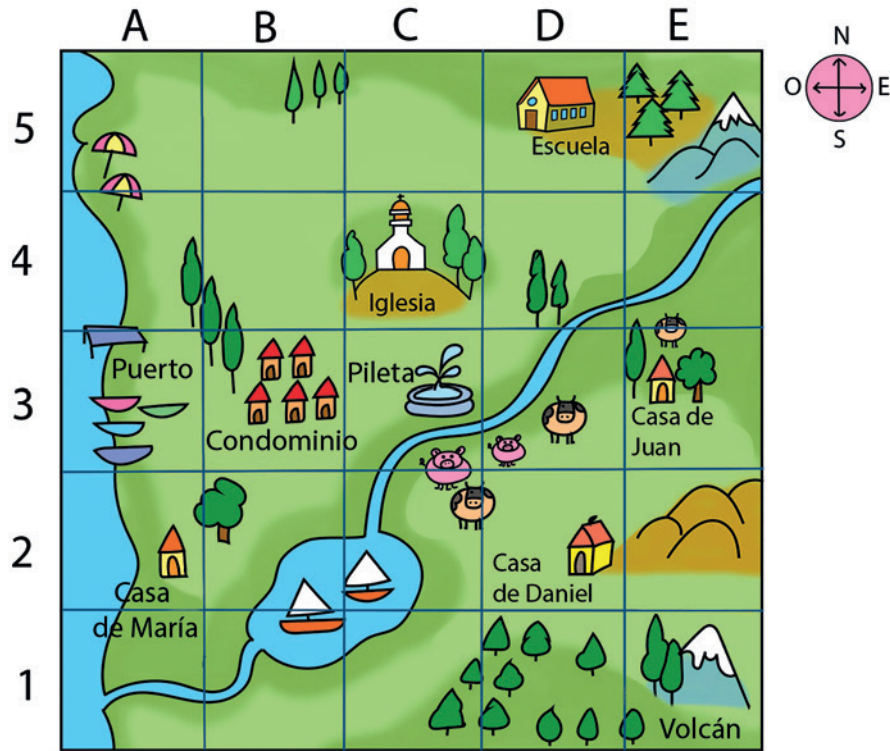 A B C D E
N
O E
S
5
Escuela
4
Iglesia
3
Puerto
Pileta
Condominio
Casa de
Juan
2
Casa
de María
Casa
de Daniel
1
Volcán